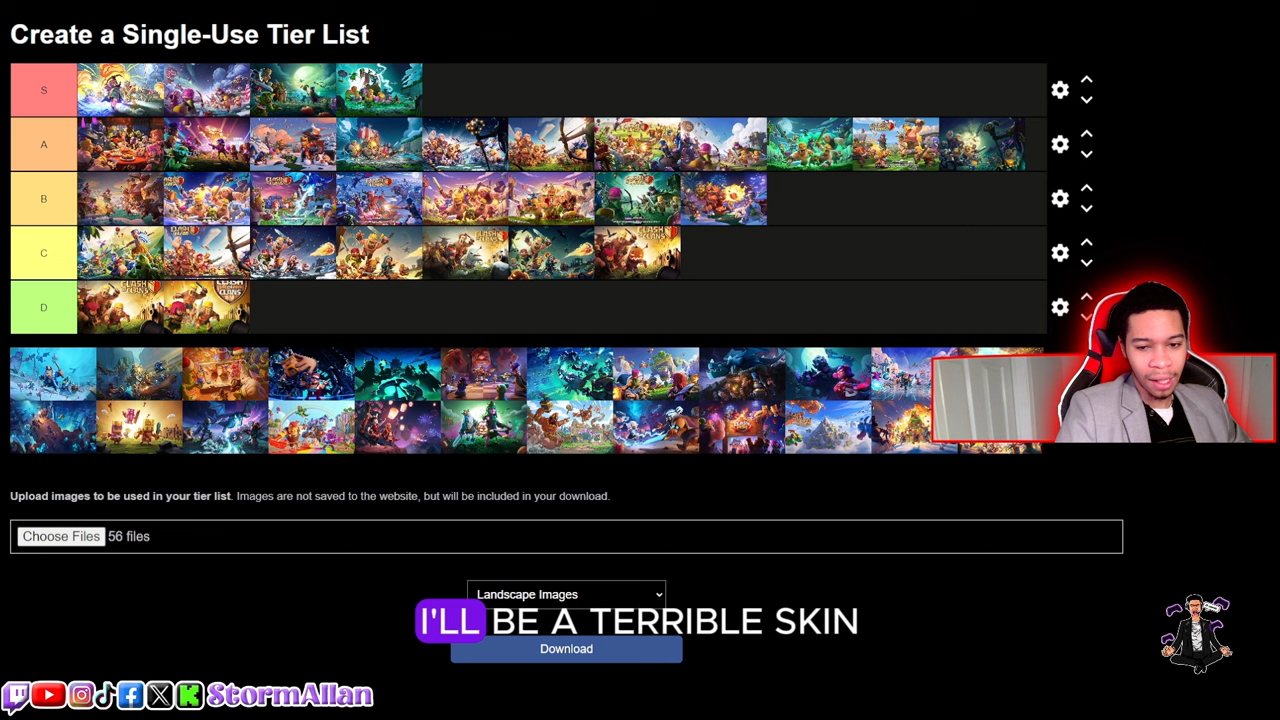 Create a Single-Use Tier List
S
A
B
C
D
Upload images to be used in your tier list. Images are not saved to the website, but will be included in your download.
Choose Files 56 files
Landscape Images
I'LL BE A TERRIBLE SKIN
Download
StormAllan